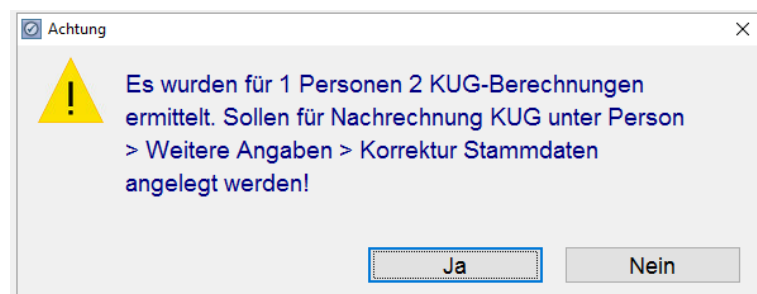 Achtung
!
Es wurden für 1 Personen 2 KUG-Berechnungen
ermittelt. Sollen für Nachrechnung KUG unter Person
> Weitere Angaben > Korrektur Stammdaten
angelegt werden!
Ja Nein